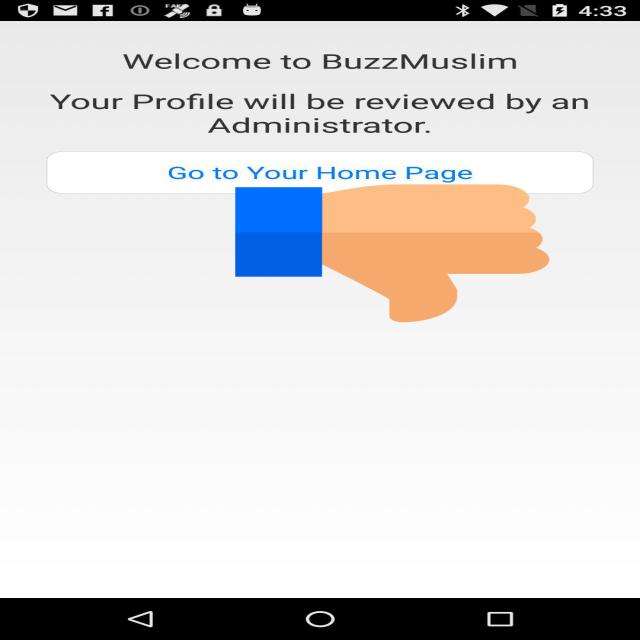 4:33
Welcome to BuzzMuslim
Your Profile will be reviewed by an
Administrator.
Go to Your Home Page